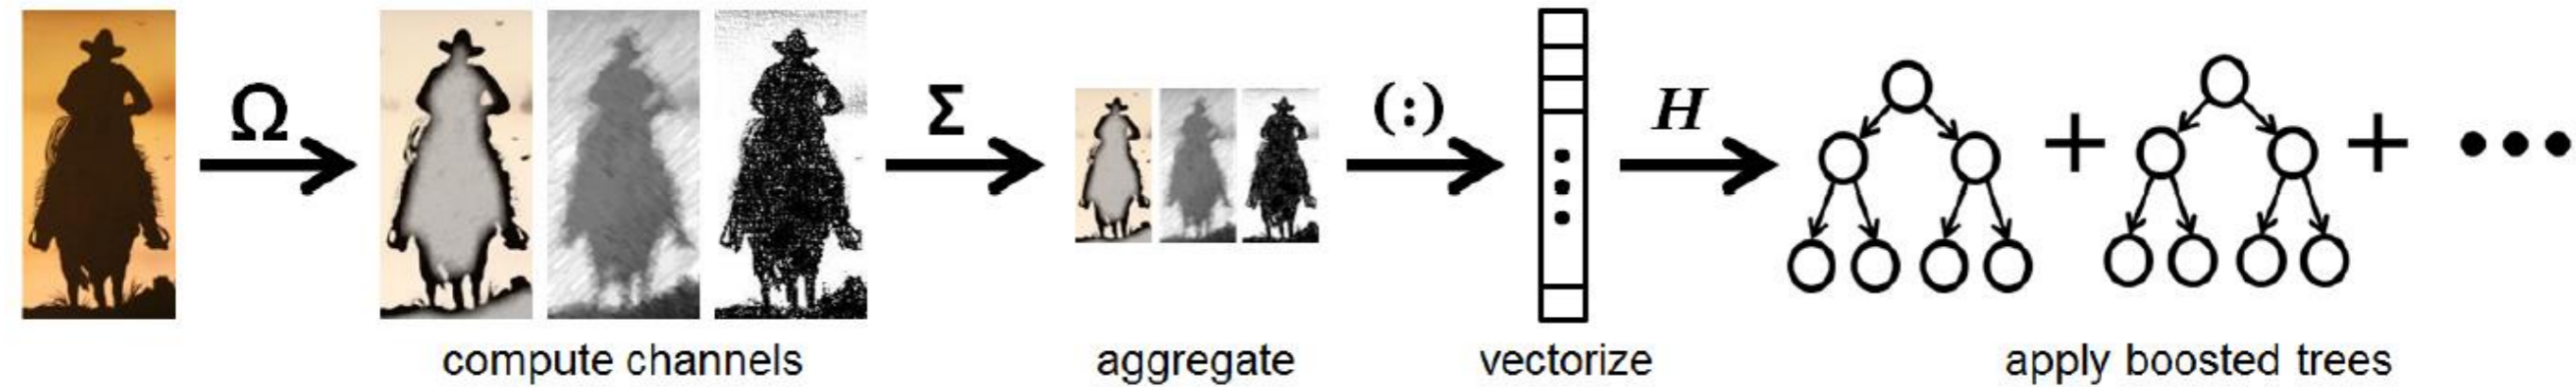 Ω
Σ
(:)
H
+
+
•••
compute channels
aggregate
vectorize
apply boosted trees